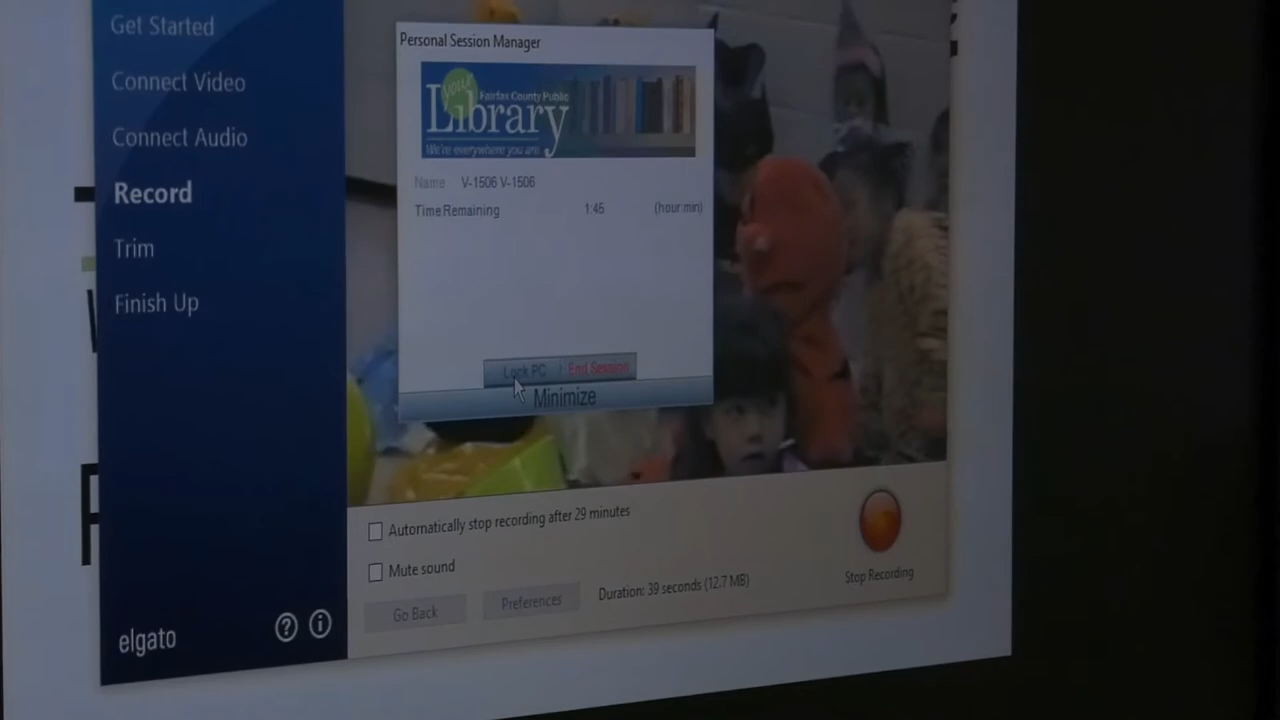 Get Started
Connect Video
Connect Audio
Record
Trim
Finish Up
elgato
Personal Session Manager
your
Fairfax County Public
Library
We're everywhere you are
Name: V-1506 V-1506
Time Remaining 1:45 (hour:min)
Lock PC | End Session
Minimize
Automatically stop recording after 29 minutes
Mute sound
Go Back Preferences Duration: 39 seconds (12.7 MB)
Stop Recording